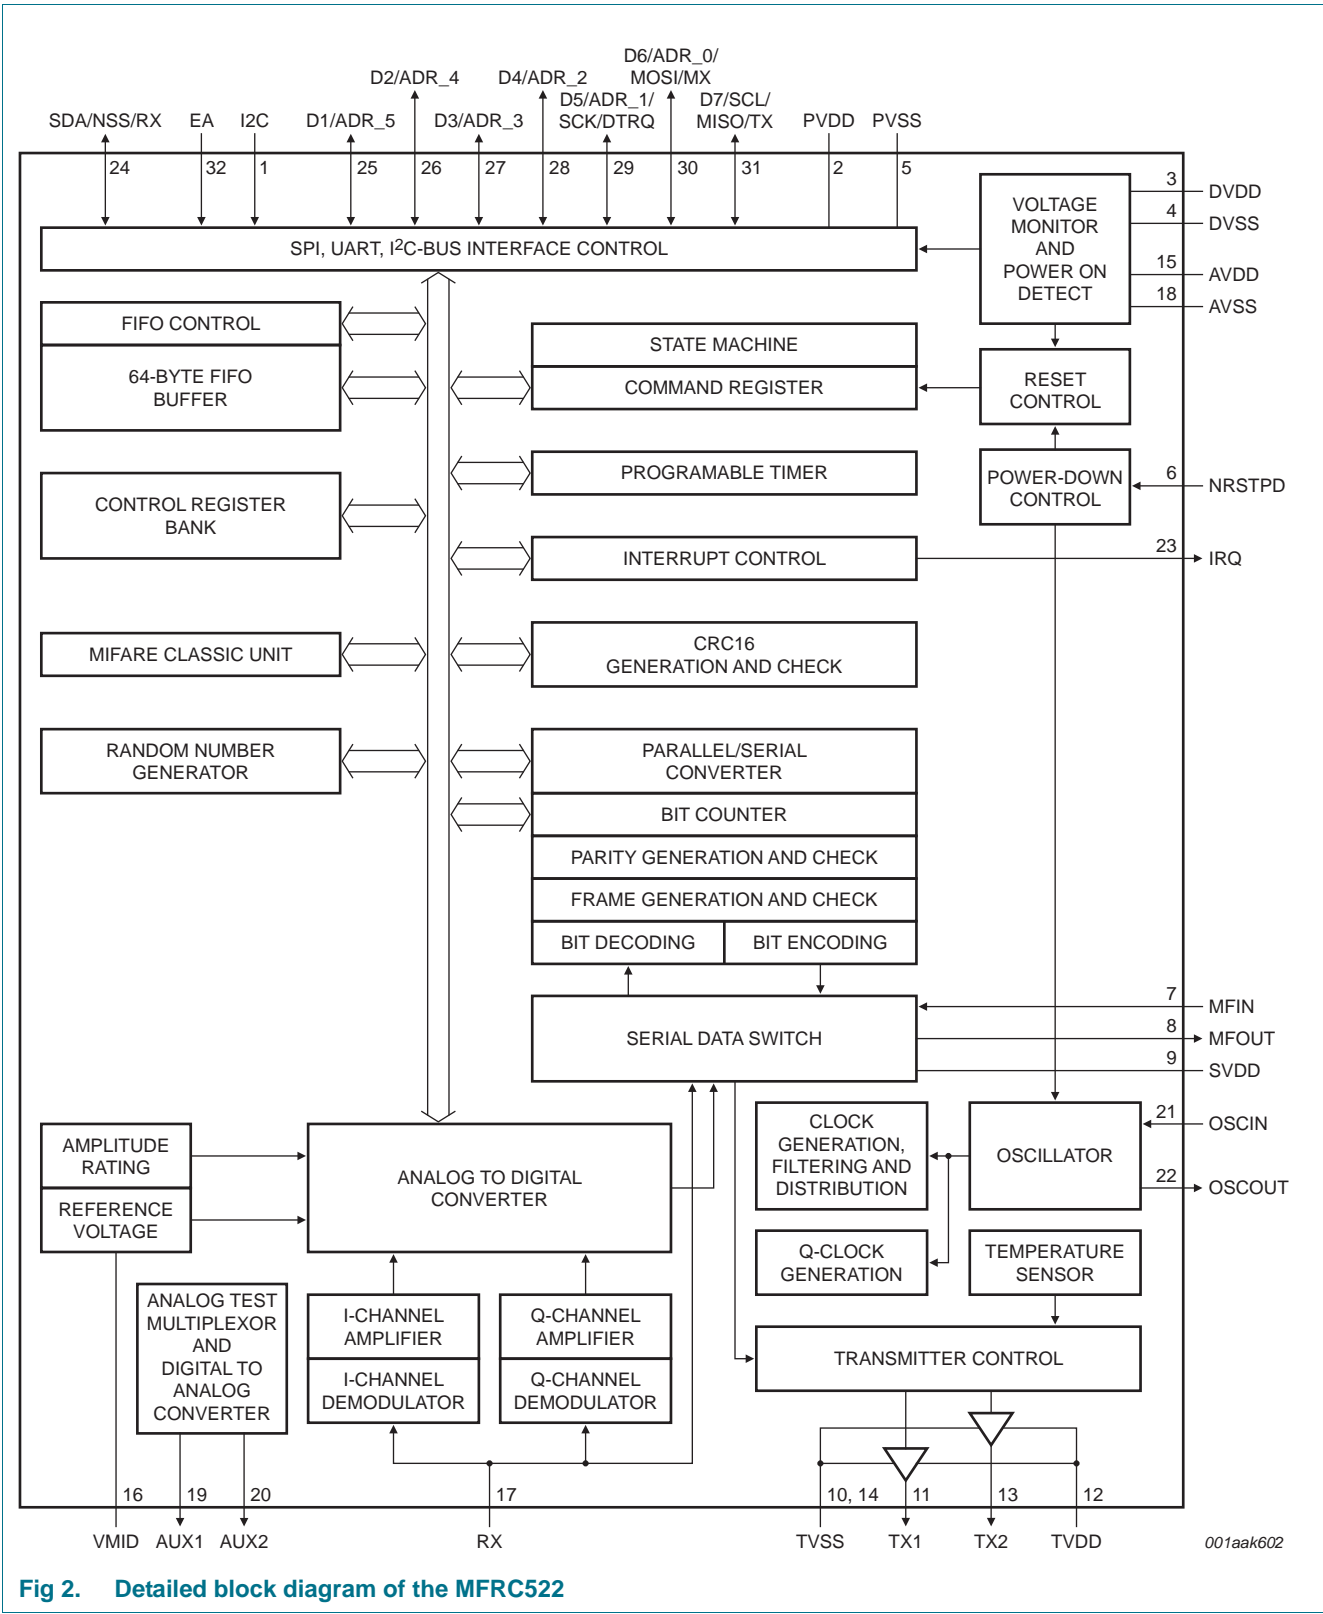 D6/ADR_0/
MOSI/MX
D2/ADR_4
D4/ADR_2
D5/ADR_1/
SCK/DTRQ
D7/SCL/
MISO/TX
SDA/NSS/RX
EA
I2C
D1/ADR_5
D3/ADR_3
PVDD
PVSS
24
32
1
25
26
27
28
29
30
31
2
5
SPI, UART, I2C-BUS INTERFACE CONTROL
VOLTAGE
MONITOR
AND
POWER ON
DETECT
3
DVDD
4
DVSS
15
AVDD
18
AVSS
FIFO CONTROL
64-BYTE FIFO
BUFFER
STATE MACHINE
COMMAND REGISTER
RESET
CONTROL
CONTROL REGISTER
BANK
PROGRAMABLE TIMER
POWER-DOWN
CONTROL
6
NRSTPD
INTERRUPT CONTROL
23
IRQ
MIFARE CLASSIC UNIT
CRC16
GENERATION AND CHECK
RANDOM NUMBER
GENERATOR
PARALLEL/SERIAL
CONVERTER
BIT COUNTER
PARITY GENERATION AND CHECK
FRAME GENERATION AND CHECK
BIT DECODING
BIT ENCODING
SERIAL DATA SWITCH
7
MFIN
8
MFOUT
9
SVDD
AMPLITUDE
RATING
REFERENCE
VOLTAGE
ANALOG TO DIGITAL
CONVERTER
CLOCK
GENERATION,
FILTERING AND
DISTRIBUTION
OSCILLATOR
21
OSCIN
22
OSCOUT
Q-CLOCK
GENERATION
TEMPERATURE
SENSOR
ANALOG TEST
MULTIPLEXOR
AND
DIGITAL TO
ANALOG
CONVERTER
I-CHANNEL
AMPLIFIER
I-CHANNEL
DEMODULATOR
Q-CHANNEL
AMPLIFIER
Q-CHANNEL
DEMODULATOR
TRANSMITTER CONTROL
16
19
20
17
10, 14
11
13
12
VMID
AUX1
AUX2
RX
TVSS
TX1
TX2
TVDD
001aak602
Fig 2. Detailed block diagram of the MFRC522